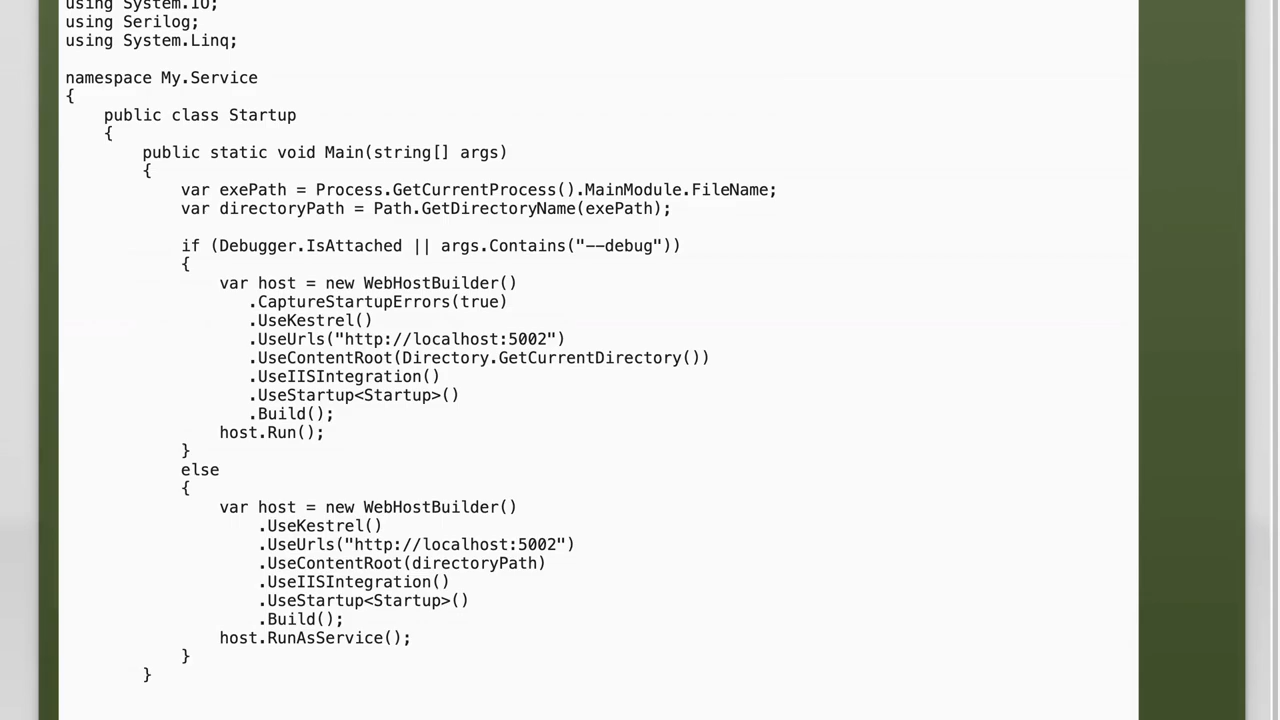 using System.IO;
using Serilog;
using System.Linq;
namespace My.Service
{
public class Startup
{
public static void Main(string[] args)
{
var exePath = Process.GetCurrentProcess().MainModule.FileName;
var directoryPath = Path.GetDirectoryName(exePath);
if (Debugger.IsAttached || args.Contains("--debug"))
{
var host = new WebHostBuilder()
.CaptureStartupErrors(true)
.UseKestrel()
.UseUrls("http://localhost:5002")
.UseContentRoot(Directory.GetCurrentDirectory())
.UseIISIntegration()
.UseStartup<Startup>()
.Build();
host.Run();
}
else
{
var host = new WebHostBuilder()
.UseKestrel()
.UseUrls("http://localhost:5002")
.UseContentRoot(directoryPath)
.UseIISIntegration()
.UseStartup<Startup>()
.Build();
host.RunAsService();
}
}